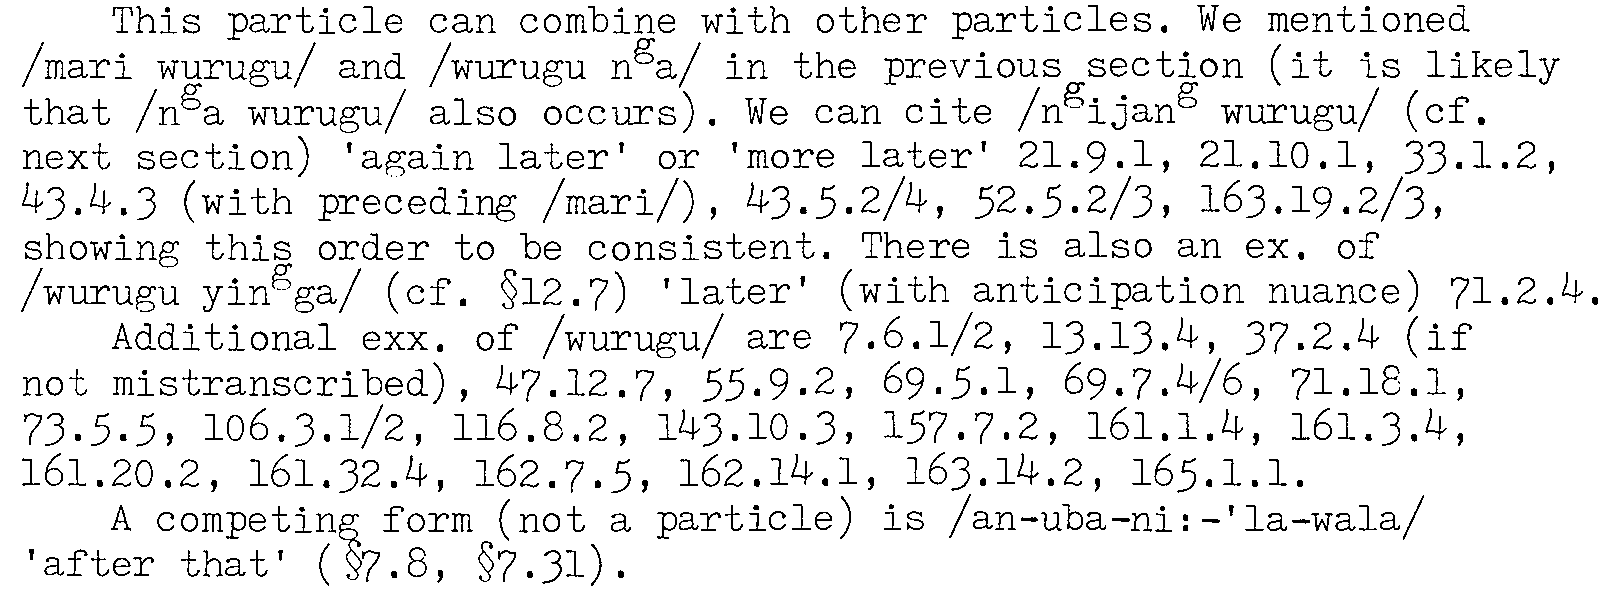 This particle can combine with other particles. We mentioned
/mari wurugu/ and /wurugu nᵍa/ in the previous section (it is likely
that /nᵍa wurugu/ also occurs). We can cite /nᵍijanᵍ wurugu/ (cf.
next section) 'again later' or 'more later' 21.9.1, 21.10.1, 33.1.2,
43.4.3 (with preceding /mari/), 43.5.2/4, 52.5.2/3, 163.19.2/3,
showing this order to be consistent. There is also an ex. of
/wurugu yinᵍga/ (cf. §12.7) 'later' (with anticipation nuance) 71.2.4.
Additional exx. of /wurugu/ are 7.6.1/2, 13.13.4, 37.2.4 (if
not mistranscribed), 47.12.7, 55.9.2, 69.5.1, 69.7.4/6, 71.18.1,
73.5.5, 106.3.1/2, 116.8.2, 143.10.3, 157.7.2, 161.1.4, 161.3.4,
161.20.2, 161.32.4, 162.7.5, 162.14.1, 163.14.2, 165.1.1.
A competing form (not a particle) is /an-uba-ni:-'la-wala/
'after that' (§7.8, §7.31).